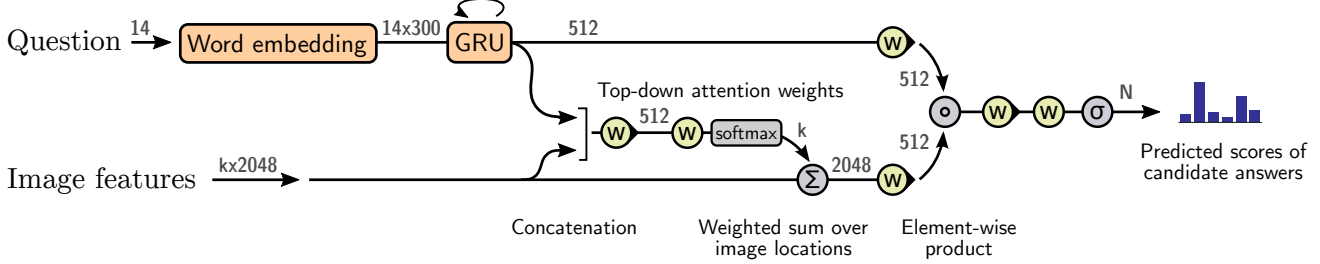 Question
14
Word embedding
14x300
GRU
512
w
512
Top-down attention weights
w
512
w
softmax
k
w
w
σ
N
Predicted scores of
candidate answers
Image features
kx2048
Σ
2048
w
512
Concatenation
Weighted sum over
image locations
Element-wise
product